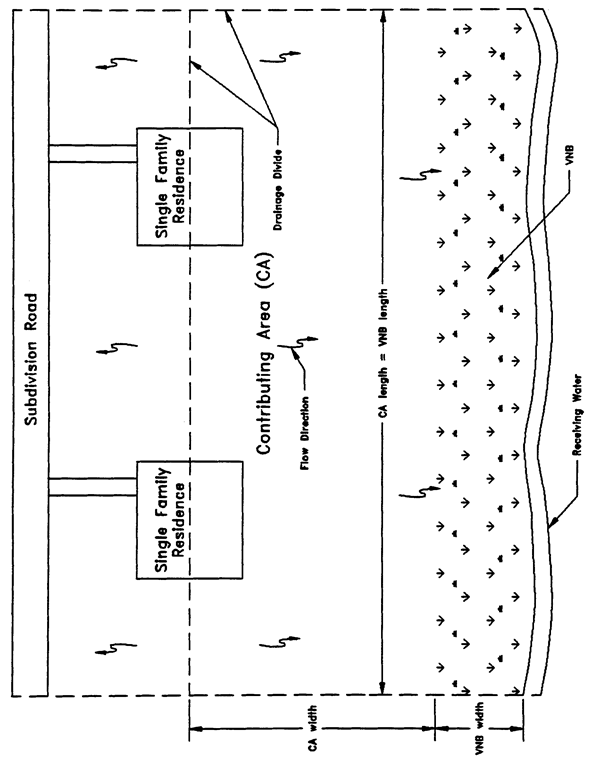 Subdivision Road
Single Family
Residence
Single Family
Residence
Drainage Divide
Contributing Area (CA)
Flow Direction
CA length = VNB length
VNB
Receiving Water
CA width
VNB width